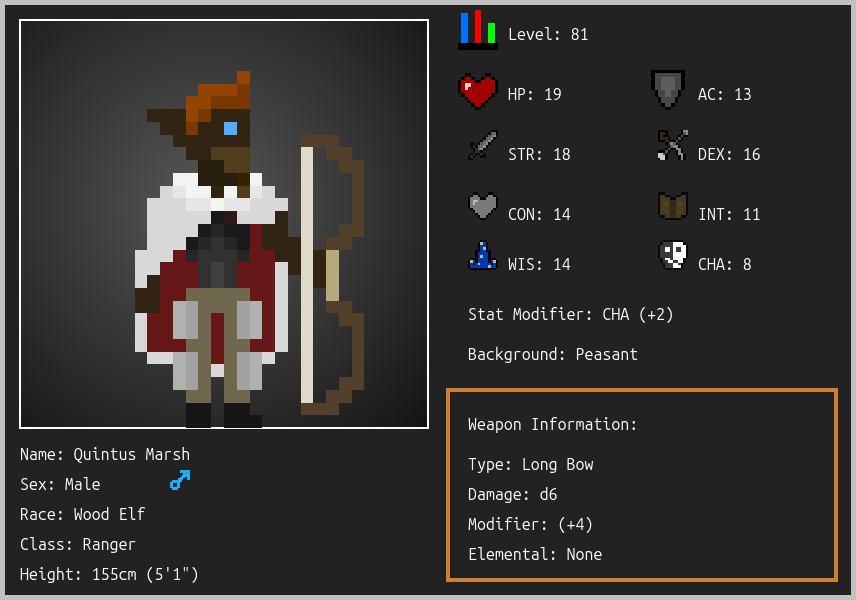 Level: 81
HP: 19
AC: 13
STR: 18
DEX: 16
CON: 14
INT: 11
WIS: 14
CHA: 8
Stat Modifier: CHA (+2)
Background: Peasant
Weapon Information:
Type: Long Bow
Damage: d6
Modifier: (+4)
Elemental: None
Name: Quintus Marsh
Sex: Male
Race: Wood Elf
Class: Ranger
Height: 155cm (5'1")